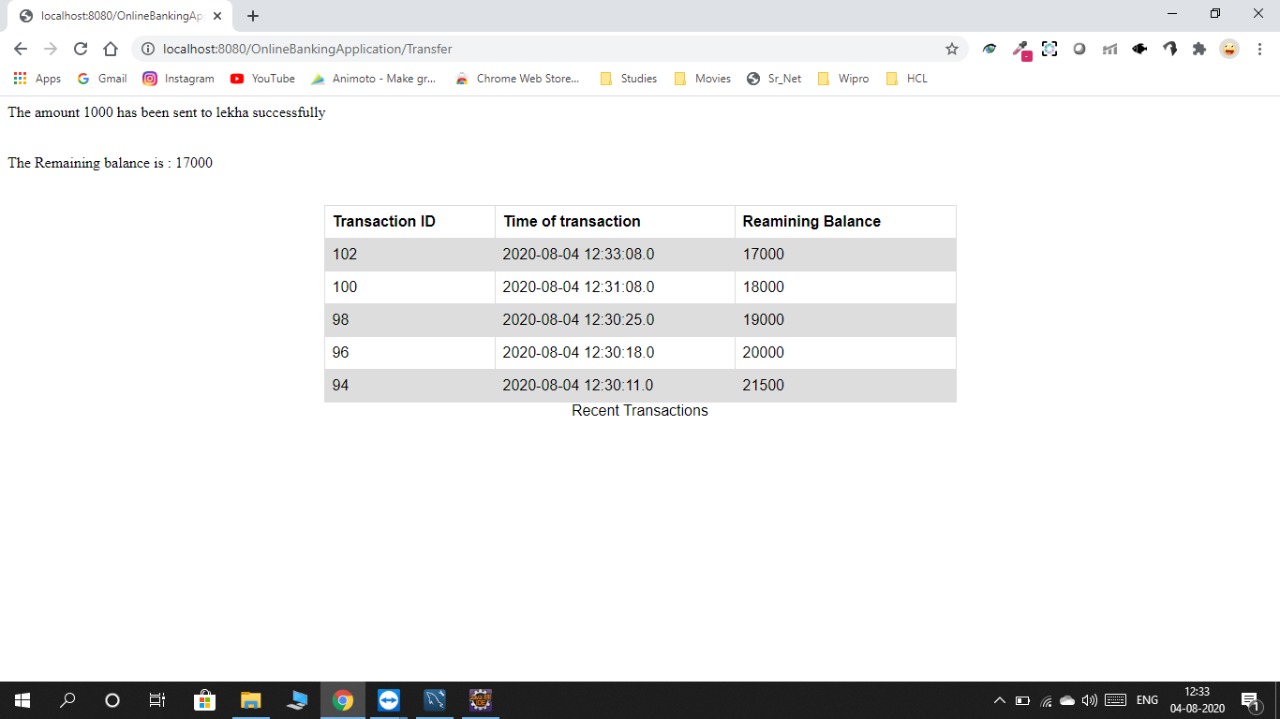 localhost:8080/OnlineBankingAp
localhost:8080/OnlineBankingApplication/Transfer
Apps Gmail Instagram YouTube Animoto - Make gr... Chrome Web Store... Studies Movies Sr_Net Wipro HCL
The amount 1000 has been sent to lekha successfully
The Remaining balance is : 17000
Transaction ID Time of transaction Reamining Balance
102 2020-08-04 12:33:08.0 17000
100 2020-08-04 12:31:08.0 18000
98 2020-08-04 12:30:25.0 19000
96 2020-08-04 12:30:18.0 20000
94 2020-08-04 12:30:11.0 21500
Recent Transactions
ENG 12:33
04-08-2020 1